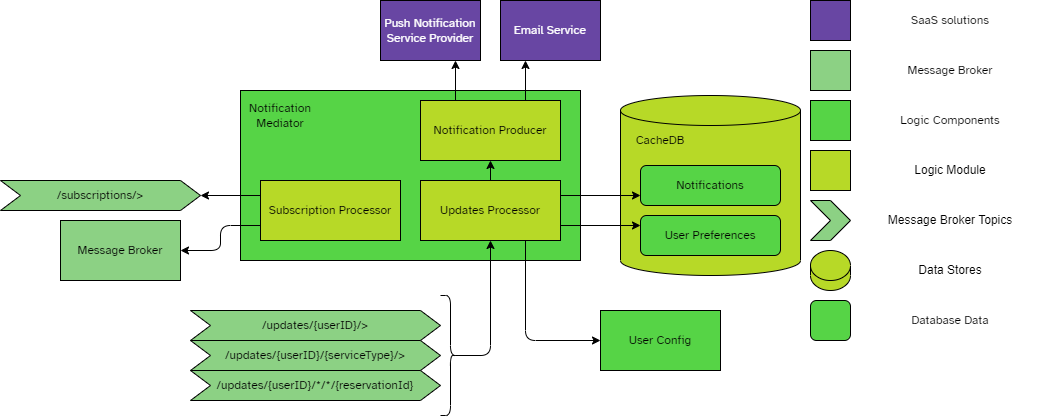 Push Notification
Service Provider
Email Service
Notification
Mediator
Notification Producer
CacheDB
Notifications
User Preferences
/subscriptions/>
Subscription Processor
Updates Processor
Message Broker
/updates/{userID}/>
/updates/{userID}/{serviceType}/>
/updates/{userID}/*/*/{reservationId}
User Config
SaaS solutions
Message Broker
Logic Components
Logic Module
Message Broker Topics
Data Stores
Database Data